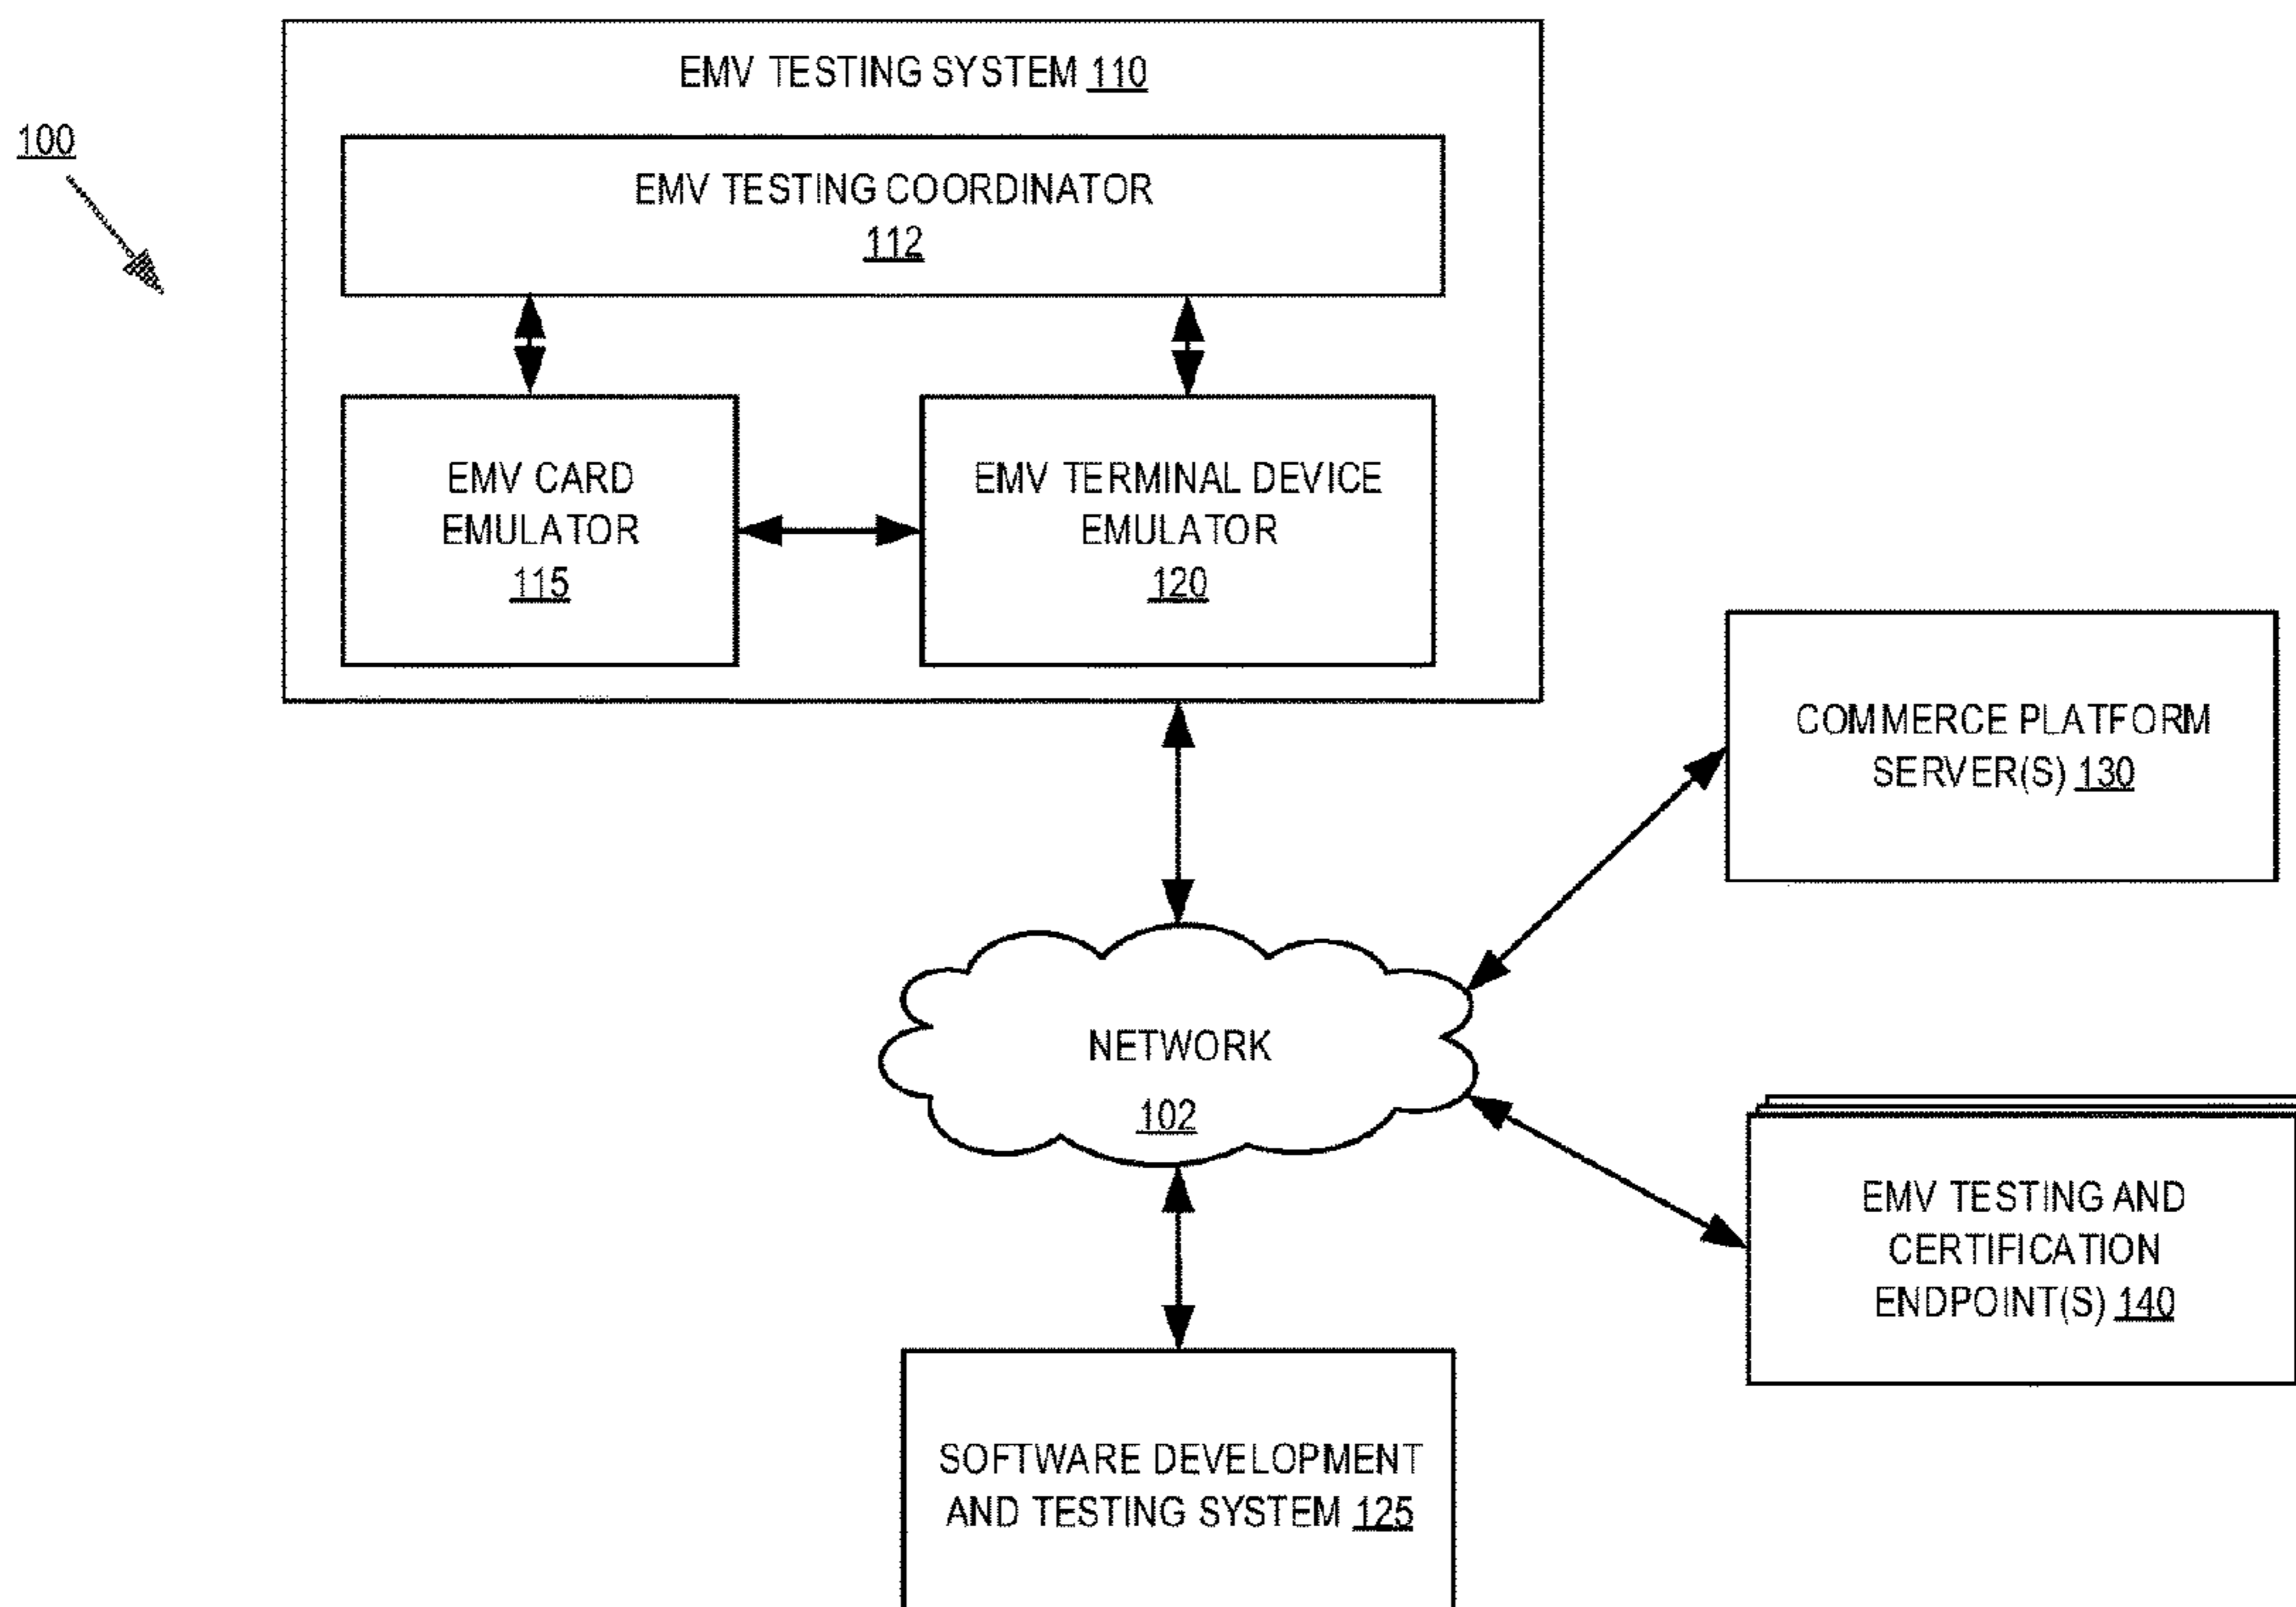 100
EMV TESTING SYSTEM 110
EMV TESTING COORDINATOR
112
EMV CARD
EMULATOR
115
EMV TERMINAL DEVICE
EMULATOR
120
COMMERCE PLATFORM
SERVER(S) 130
NETWORK
102
EMV TESTING AND
CERTIFICATION
ENDPOINT(S) 140
SOFTWARE DEVELOPMENT
AND TESTING SYSTEM 125